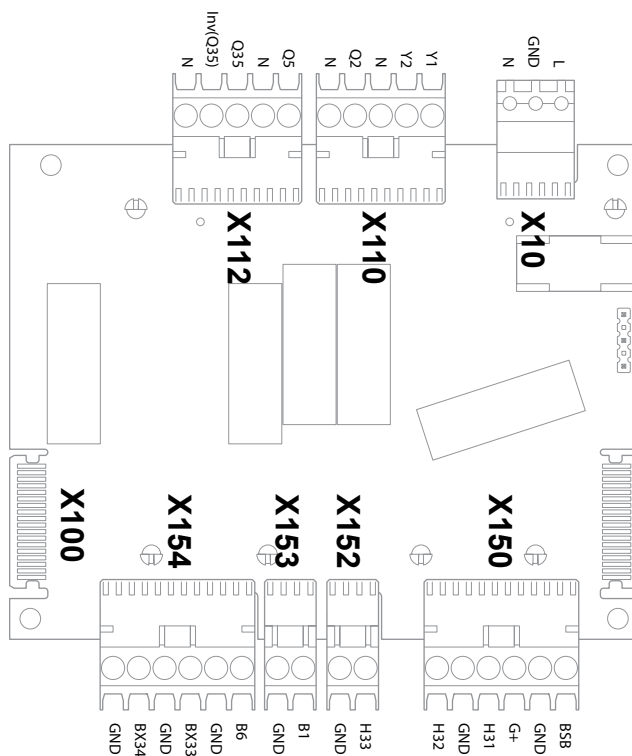 N
Inv(Q35)
Q35
N
Q5
N
Q2
N
Y2
Y1
N
GND
L
X112
X110
X10
X100
X154
X153
X152
X150
GND
BX34
GND
BX33
GND
B6
GND
B1
GND
H33
H32
GND
H31
G+
GND
BSB